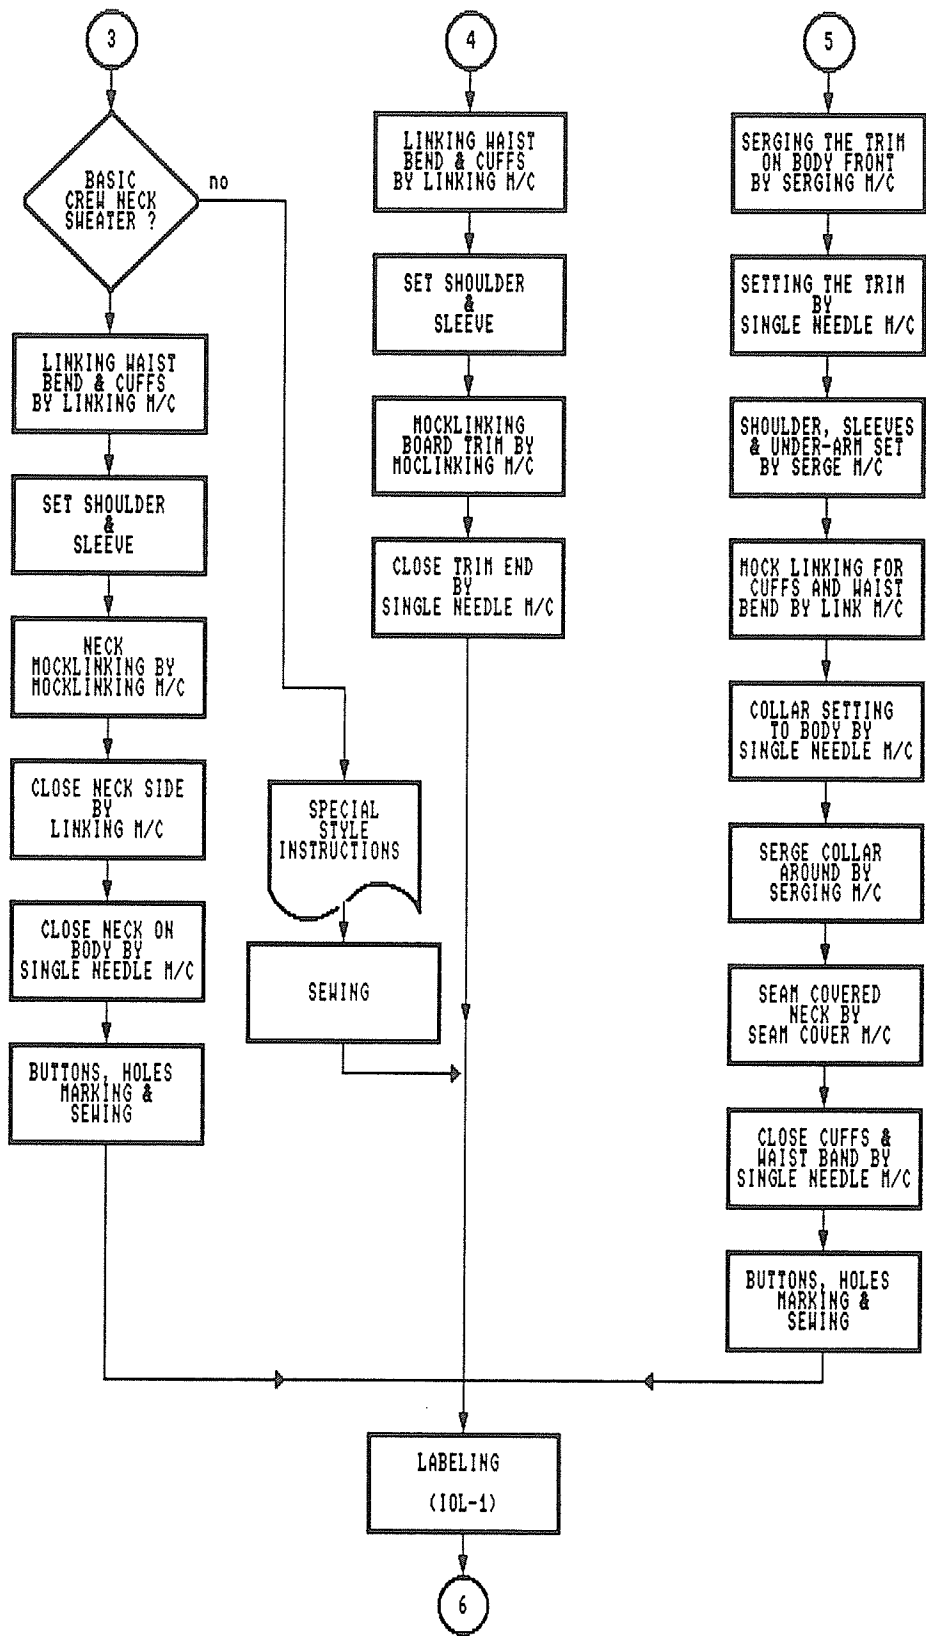 3
BASIC
CREW NECK
SWEATER ?
no
LINKING WAIST
BEND & CUFFS
BY LINKING M/C
SET SHOULDER
&
SLEEVE
NECK
MOCKLINKING BY
MOCKLINKING M/C
CLOSE NECK SIDE
BY
LINKING M/C
CLOSE NECK ON
BODY BY
SINGLE NEEDLE M/C
BUTTONS, HOLES
MARKING &
SEWING
SPECIAL
STYLE
INSTRUCTIONS
SEWING
4
LINKING WAIST
BEND & CUFFS
BY LINKING M/C
SET SHOULDER
&
SLEEVE
MOCKLINKING
BOARD TRIM BY
MOCLINKING M/C
CLOSE TRIM END
BY
SINGLE NEEDLE M/C
5
SERGING THE TRIM
ON BODY FRONT
BY SERGING M/C
SETTING THE TRIM
BY
SINGLE NEEDLE M/C
SHOULDER, SLEEVES
& UNDER-ARM SET
BY SERGE M/C
MOCK LINKING FOR
CUFFS AND WAIST
BEND BY LINK M/C
COLLAR SETTING
TO BODY BY
SINGLE NEEDLE M/C
SERGE COLLAR
AROUND BY
SERGING M/C
SEAM COVERED
NECK BY
SEAM COVER M/C
CLOSE CUFFS &
WAIST BAND BY
SINGLE NEEDLE M/C
BUTTONS, HOLES
MARKING &
SEWING
LABELING
(IOL-1)
6